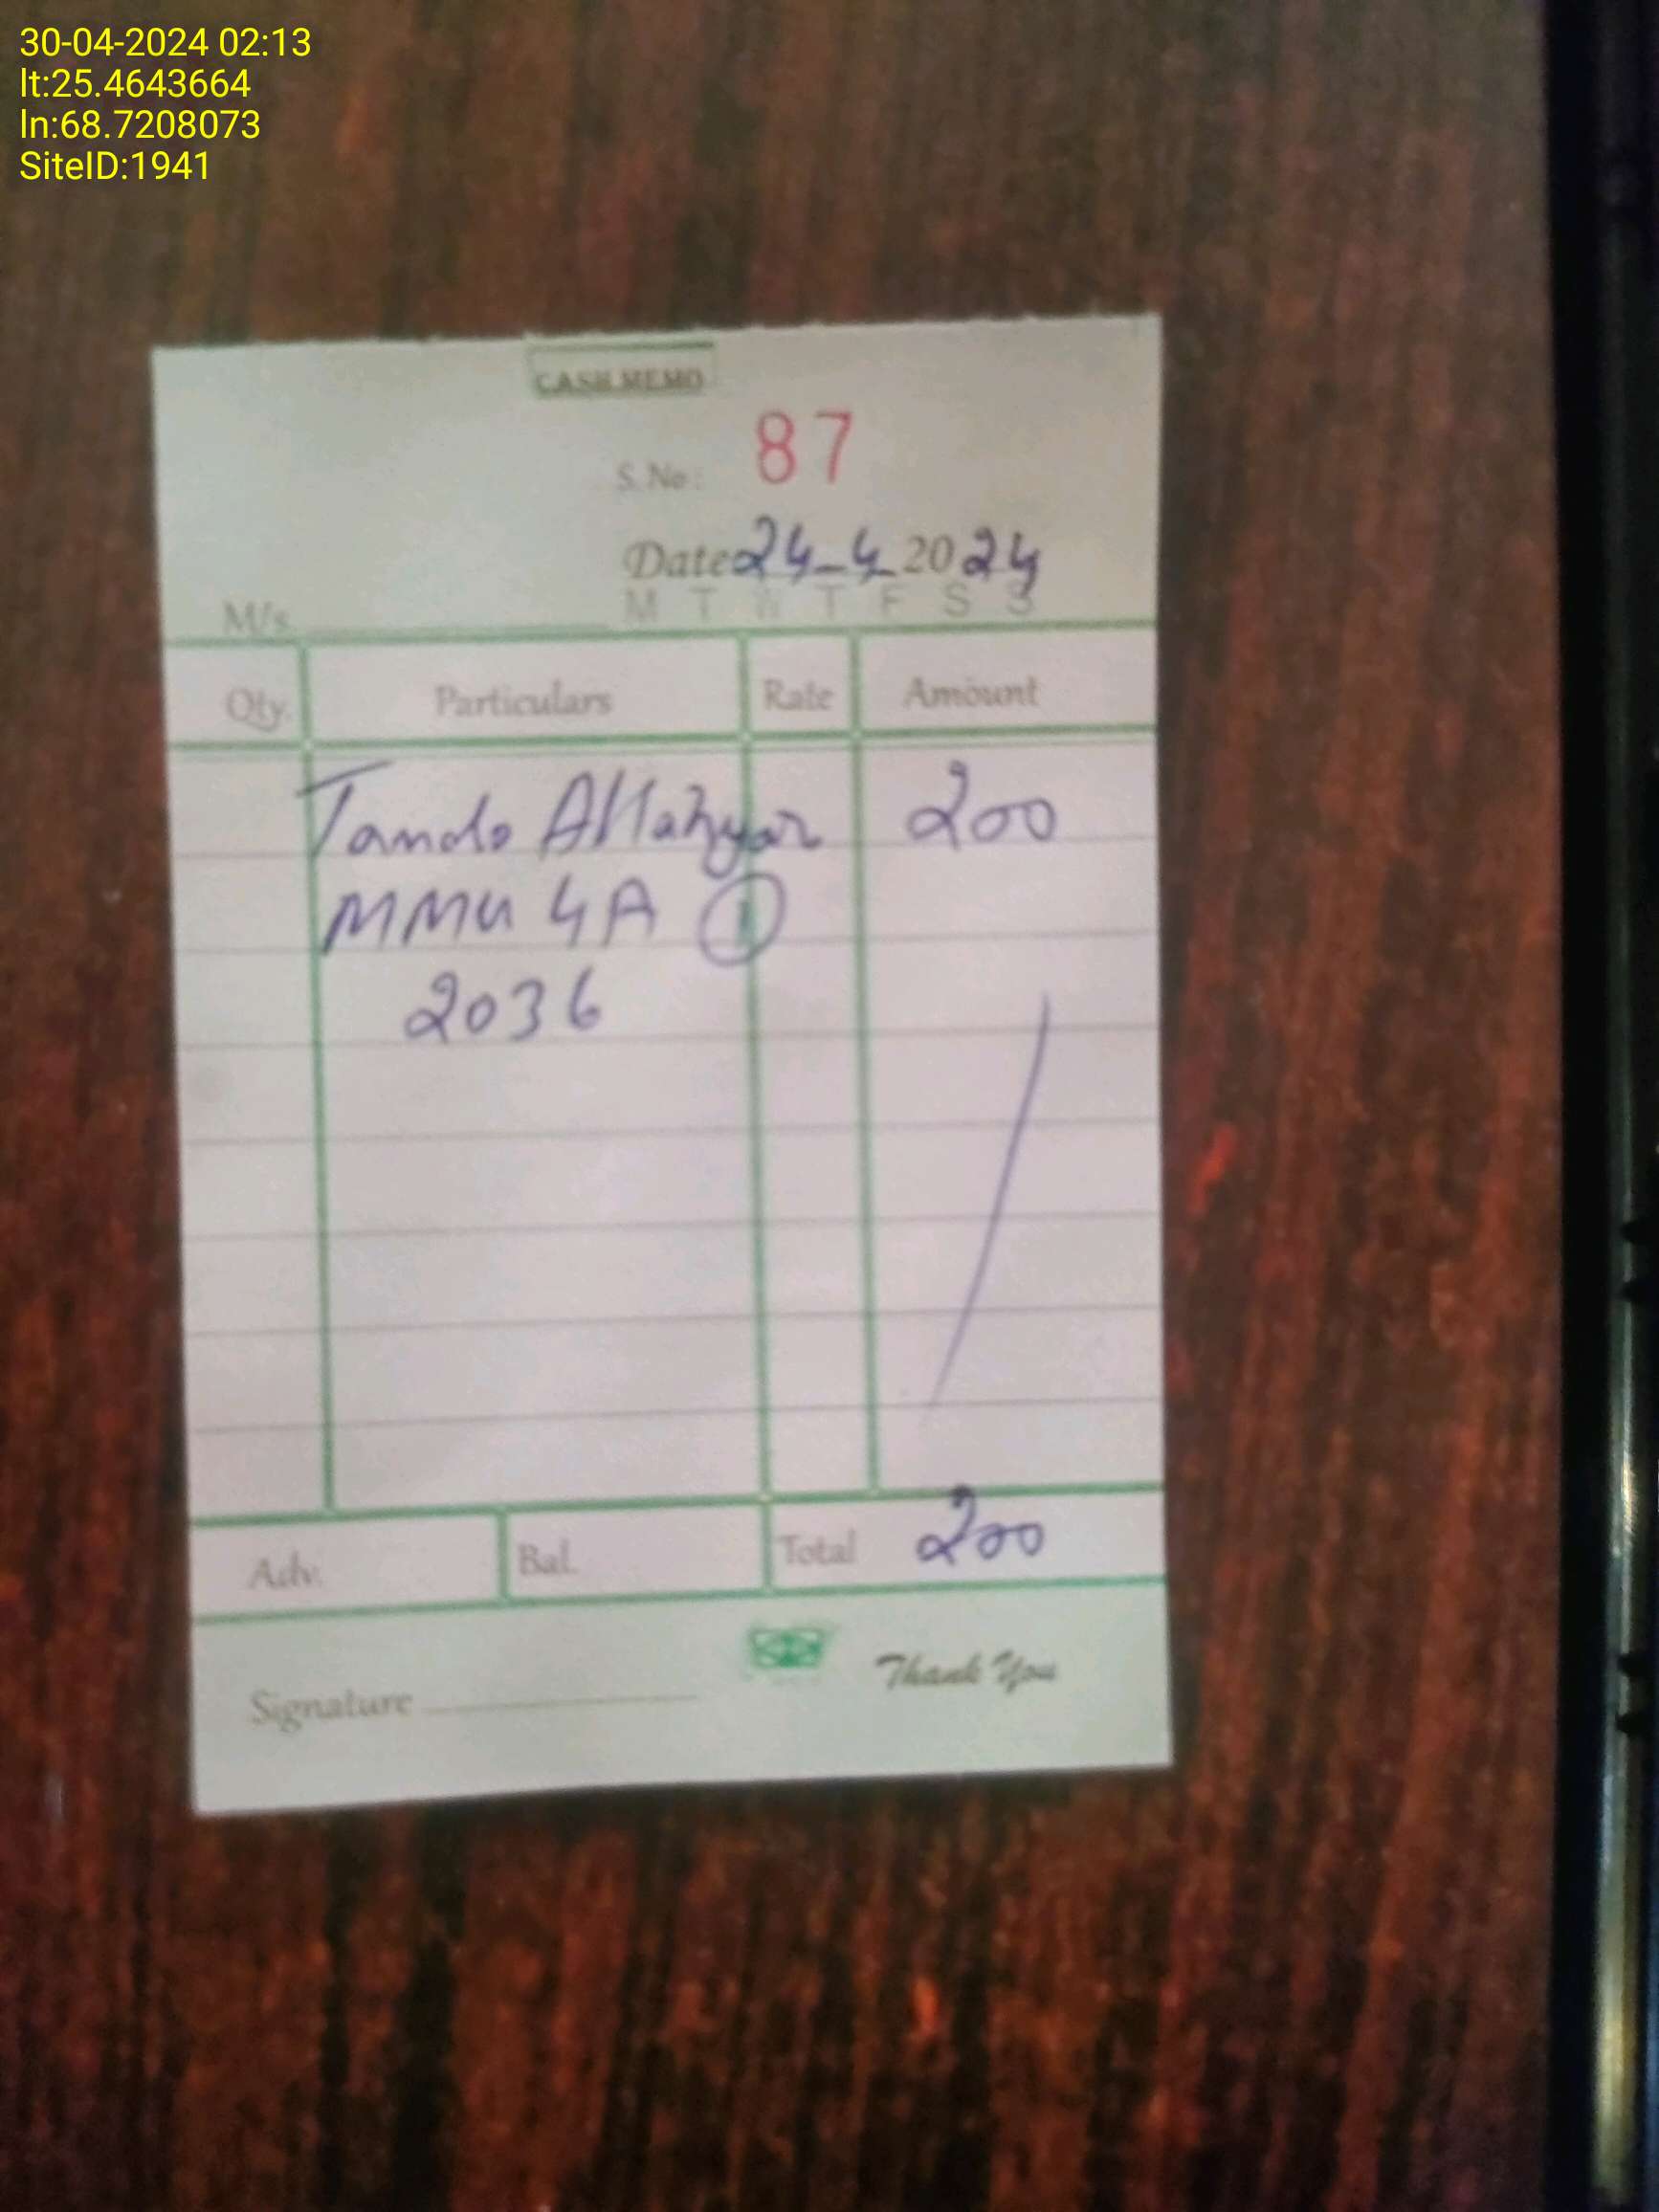 30-04-2024 02:13
lt:25.4643664
ln:68.7208073
SiteID:1941
CASH MEMO
S. No: 87
Date 24-4 2024
M/s. M T W T F S S
Qty. Particulars Rate Amount
Tando Allahyar 200
MMU 4A 1
2036
Adv. Bal. Total 200
Signature Thank You